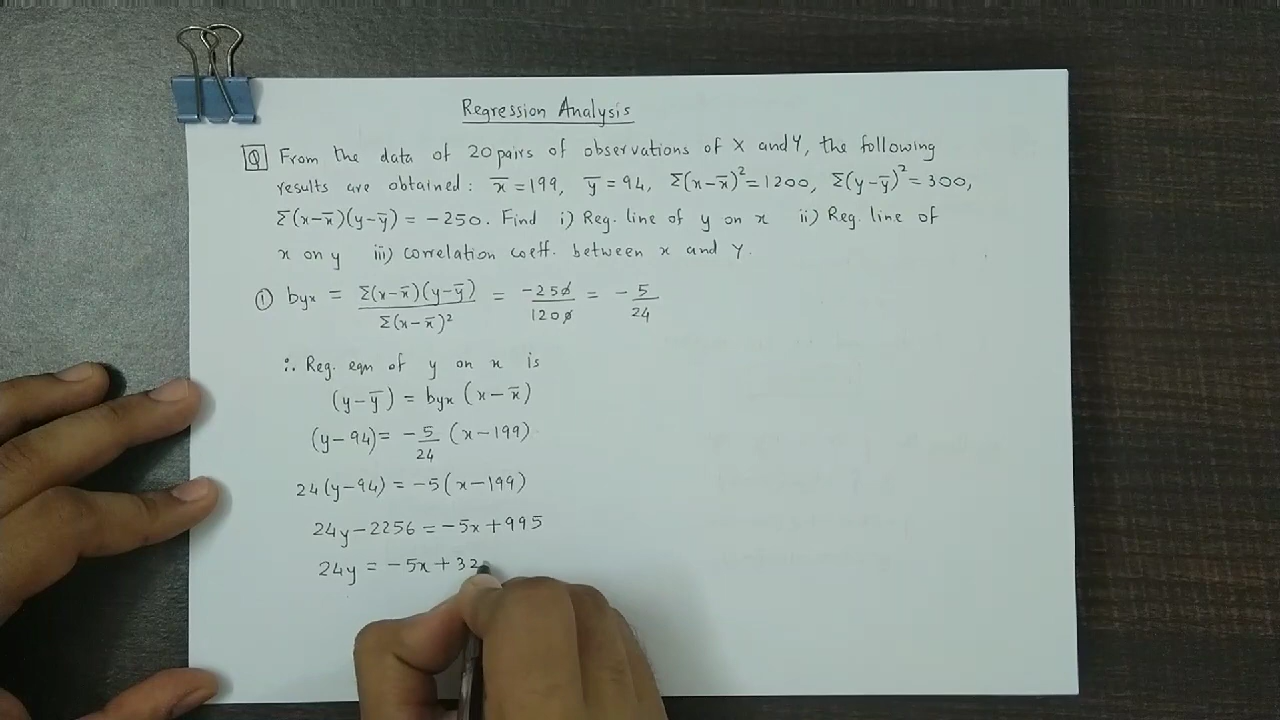 Regression Analysis
Q From the data of 20 pairs of observations of X and Y, the following
results are obtained: x̅ = 199, y̅ = 94, Σ(x-x̅)² = 1200, Σ(y-y̅)² = 300,
Σ(x-x̅)(y-y̅) = -250. Find i) Reg. line of y on x ii) Reg. line of
x on y iii) correlation coeff. between x and Y.
① byx = Σ(x-x̅)(y-y̅) / Σ(x-x̅)² = -250/1200 = -5/24
∴ Reg. eqn of y on x is
(y-y̅) = byx (x-x̅)
(y-94) = -5/24 (x-199)
24(y-94) = -5(x-199)
24y-2256 = -5x+995
24y = -5x+32